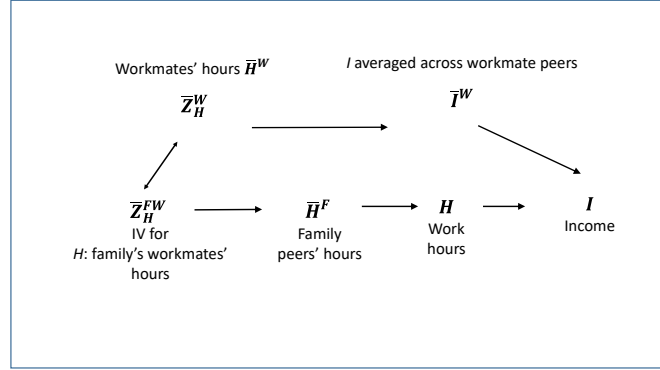 Workmates' hours H̅ᵂ
I averaged across workmate peers
Z̅_H^W
I̅^W
Z̅_H^FW
H̅^F
H
I
IV for
H: family's workmates'
hours
Family
peers' hours
Work
hours
Income